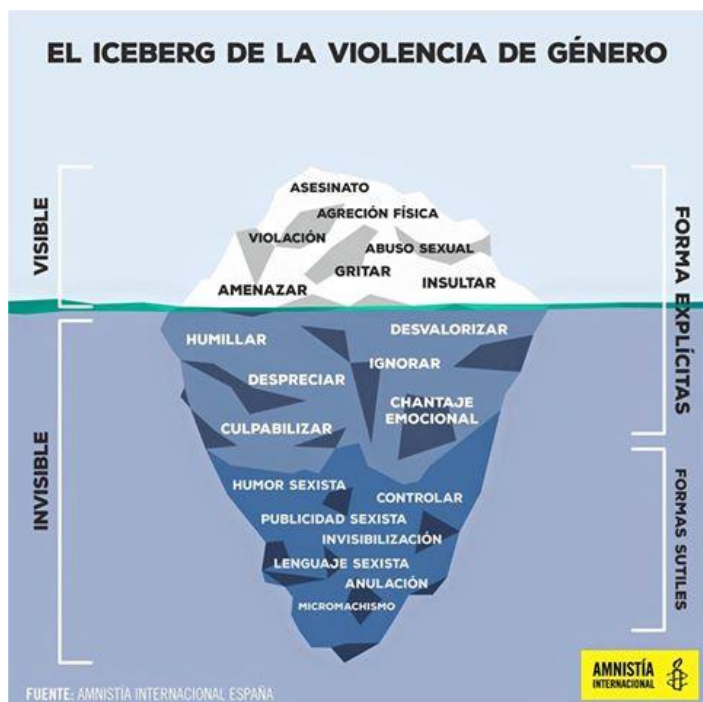 EL ICEBERG DE LA VIOLENCIA DE GÉNERO
VISIBLE
ASESINATO
AGRECIÓN FÍSICA
VIOLACIÓN
ABUSO SEXUAL
GRITAR
AMENAZAR
INSULTAR
FORMA EXPLÍCITAS
INVISIBLE
HUMILLAR
DESVALORIZAR
IGNORAR
DESPRECIAR
CHANTAJE
EMOCIONAL
CULPABILIZAR
HUMOR SEXISTA
CONTROLAR
PUBLICIDAD SEXISTA
INVISIBILIZACIÓN
LENGUAJE SEXISTA
ANULACIÓN
MICROMACHISMO
FORMAS SUTILES
FUENTE: AMNISTÍA INTERNACIONAL ESPAÑA
AMNISTÍA
INTERNACIONAL